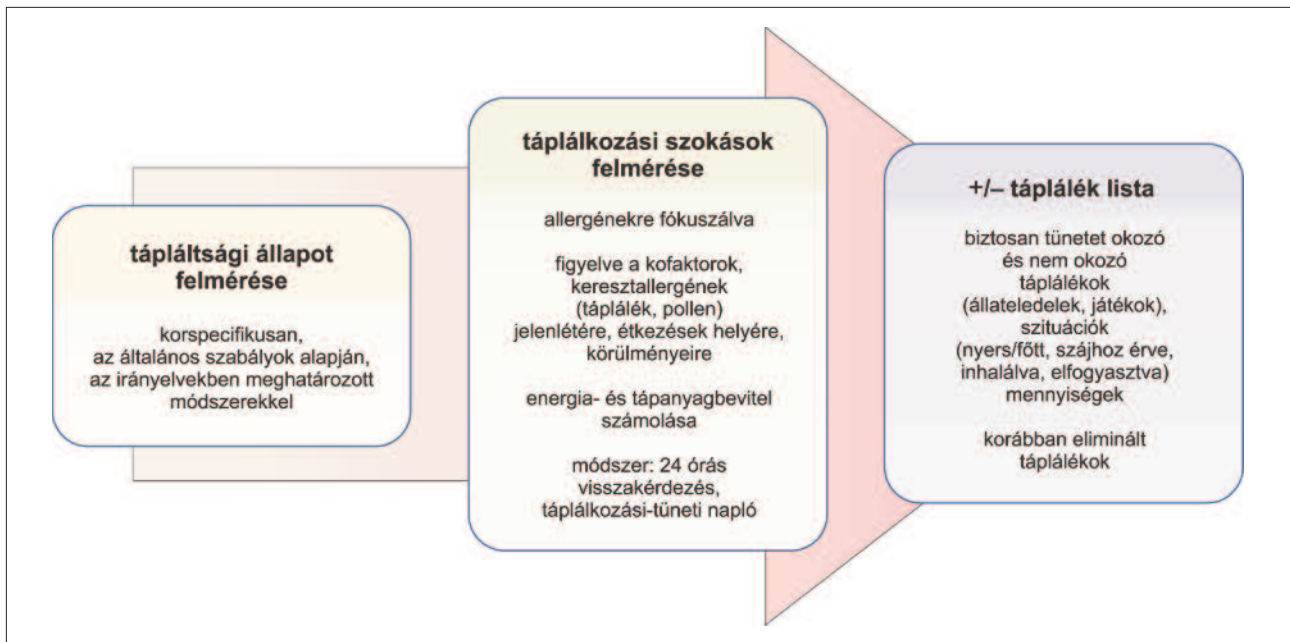 tápláltsági állapot
felmérése
korspecifikusan,
az általános szabályok alapján,
az irányelvekben meghatározott
módszerekkel
táplálkozási szokások
felmérése
allergénekre fókuszálva
figyelve a kofaktorok,
keresztallergének
(táplálék, pollen)
jelenlétére, étkezések helyére,
körülményeire
energia- és tápanyagbevitel
számolása
módszer: 24 órás
visszakérdezés,
táplálkozási-tüneti napló
+/– táplálék lista
biztosan tünetet okozó
és nem okozó
táplálékok
(állateledelek, játékok),
szituációk
(nyers/főtt, szájhoz érve,
inhalálva, elfogyasztva)
mennyiségek
korábban eliminált
táplálékok